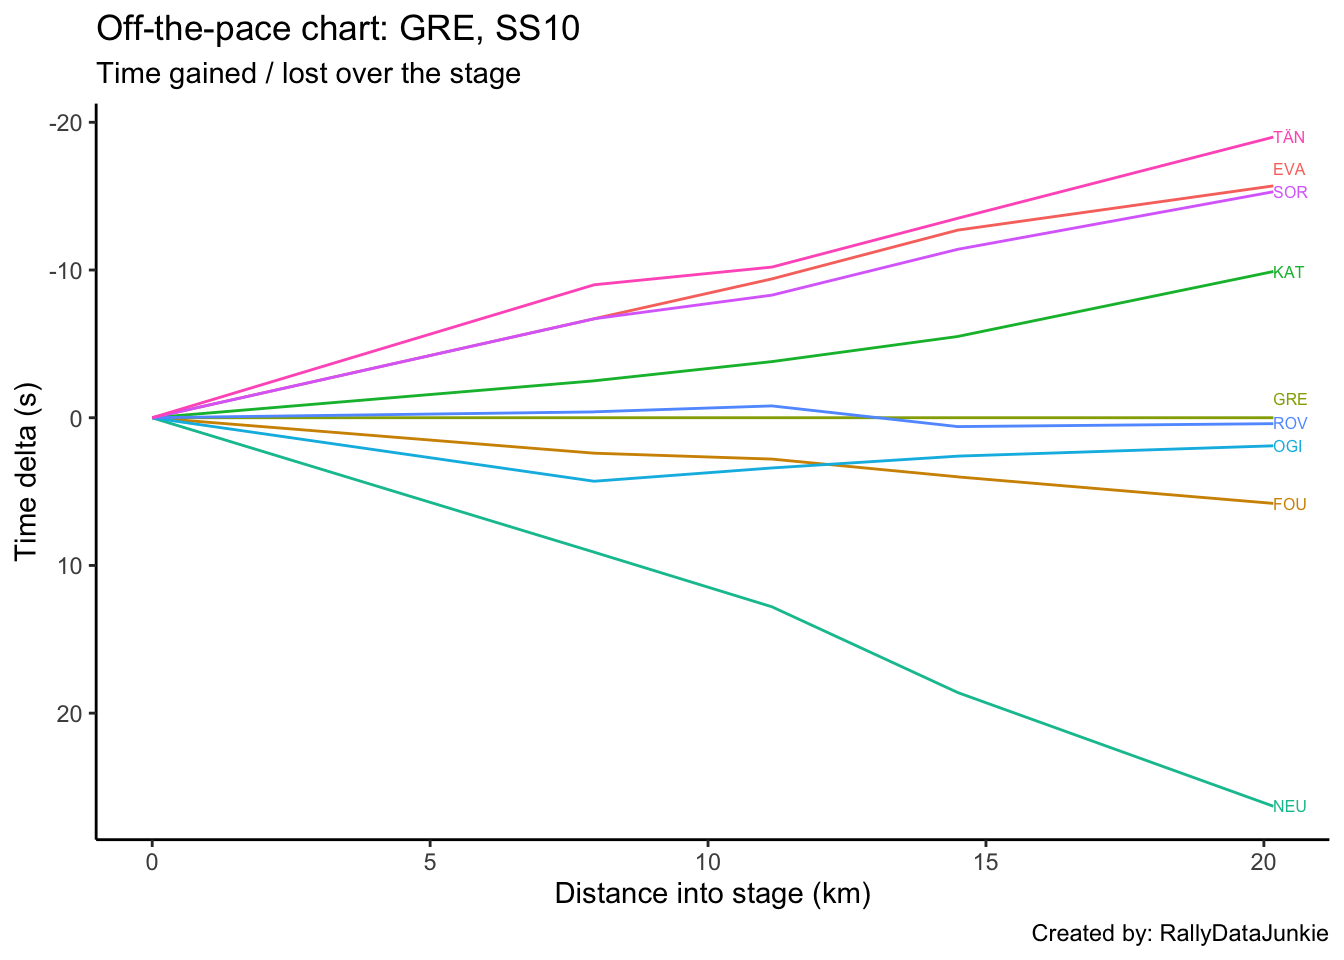 Off-the-pace chart: GRE, SS10
Time gained / lost over the stage
Time delta (s)
-20
-10
0
10
20
TÄN
EVA
SOR
KAT
GRE
ROV
OGI
FOU
NEU
0 5 10 15 20
Distance into stage (km)
Created by: RallyDataJunkie